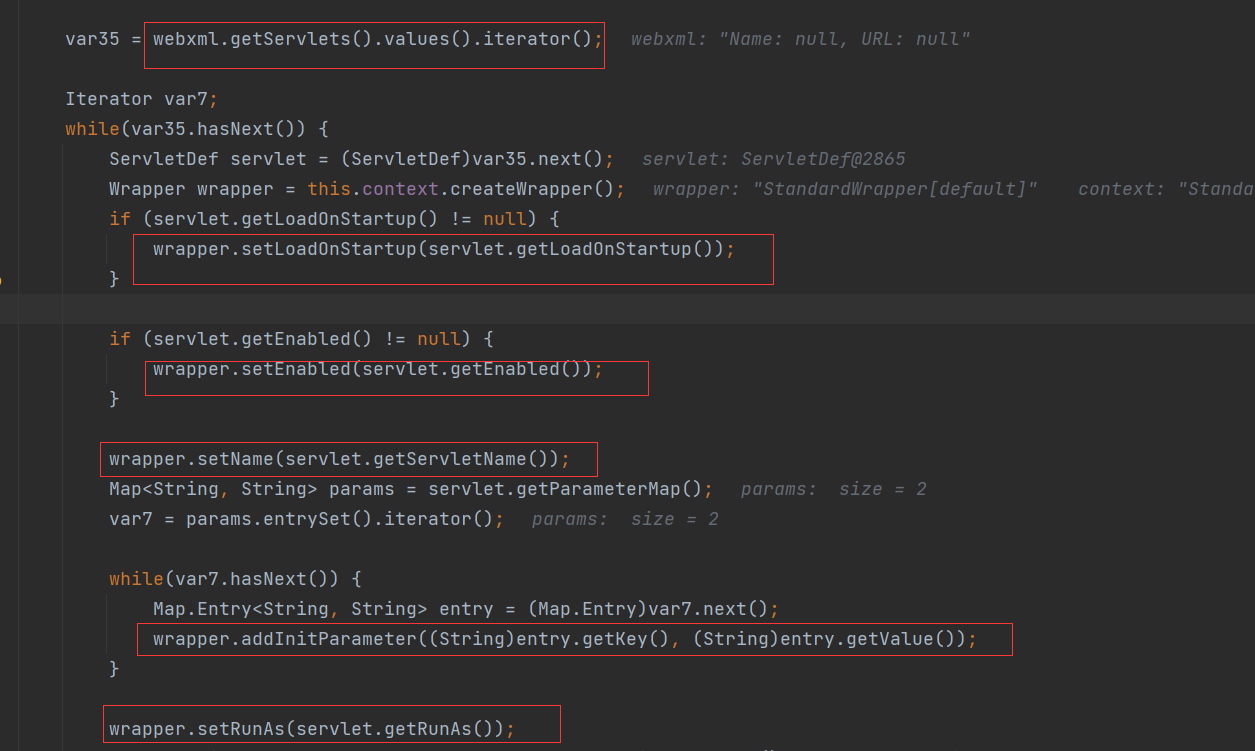 var35 = webxml.getServlets().values().iterator(); webxml: "Name: null, URL: null"
Iterator var7;
while(var35.hasNext()) {
ServletDef servlet = (ServletDef)var35.next(); servlet: ServletDef@2865
Wrapper wrapper = this.context.createWrapper(); wrapper: "StandardWrapper[default]" context: "Standa
if (servlet.getLoadOnStartup() != null) {
wrapper.setLoadOnStartup(servlet.getLoadOnStartup());
}
if (servlet.getEnabled() != null) {
wrapper.setEnabled(servlet.getEnabled());
}
wrapper.setName(servlet.getServletName());
Map<String, String> params = servlet.getParameterMap(); params: size = 2
var7 = params.entrySet().iterator(); params: size = 2
while(var7.hasNext()) {
Map.Entry<String, String> entry = (Map.Entry)var7.next();
wrapper.addInitParameter((String)entry.getKey(), (String)entry.getValue());
}
wrapper.setRunAs(servlet.getRunAs());